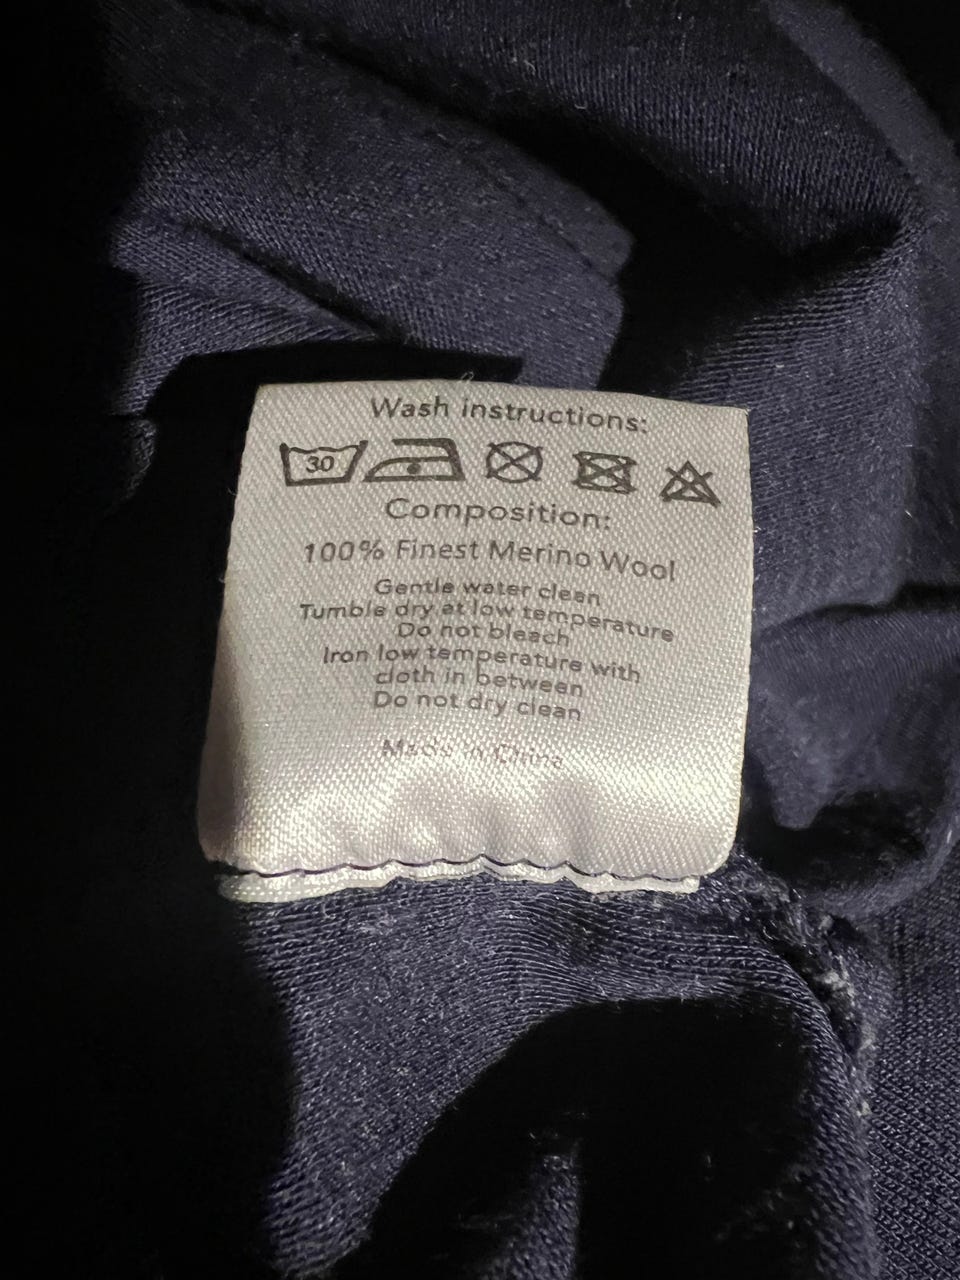 Wash instructions:
30
Composition:
100% Finest Merino Wool
Gentle water clean
Tumble dry at low temperature
Do not bleach
Iron low temperature with
cloth in between
Do not dry clean
Made in China